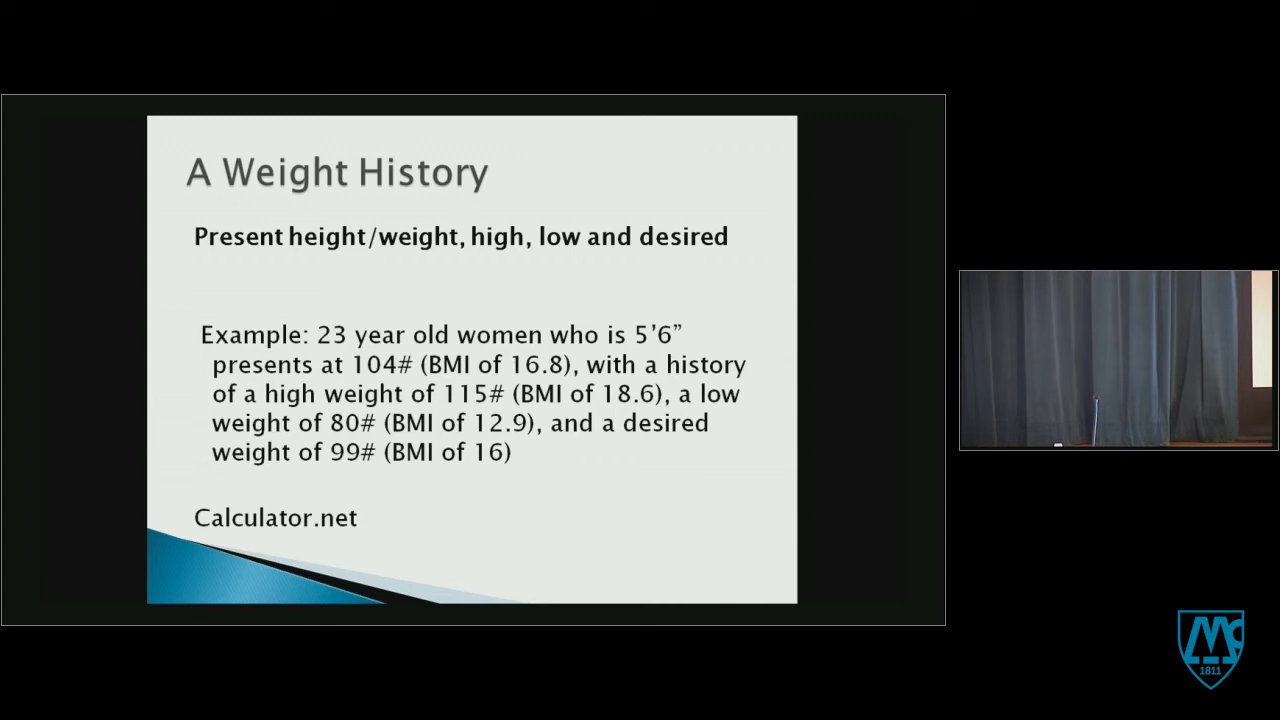 A Weight History
Present height/weight, high, low and desired
Example: 23 year old women who is 5’6”
presents at 104# (BMI of 16.8), with a history
of a high weight of 115# (BMI of 18.6), a low
weight of 80# (BMI of 12.9), and a desired
weight of 99# (BMI of 16)
Calculator.net
Mc
1811